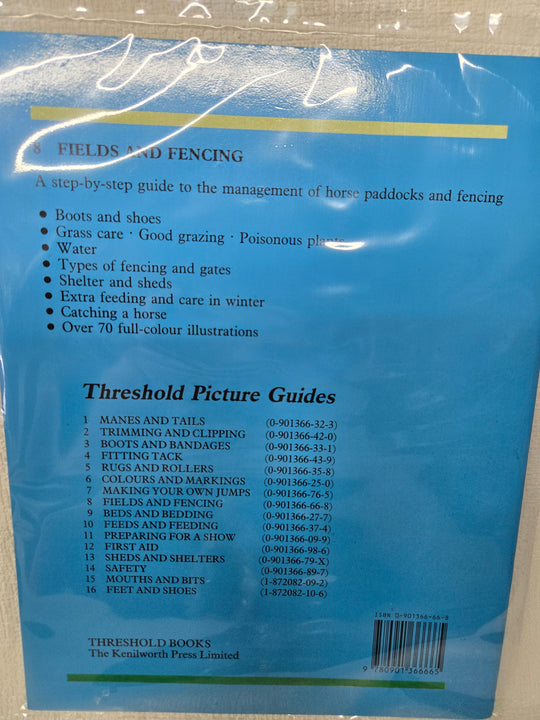 8 FIELDS AND FENCING
A step-by-step guide to the management of horse paddocks and fencing
• Boots and shoes
• Grass care · Good grazing · Poisonous plants
• Water
• Types of fencing and gates
• Shelter and sheds
• Extra feeding and care in winter
• Catching a horse
• Over 70 full-colour illustrations
Threshold Picture Guides
1 MANES AND TAILS (0-901366-32-3)
2 TRIMMING AND CLIPPING (0-901366-42-0)
3 BOOTS AND BANDAGES (0-901366-33-1)
4 FITTING TACK (0-901366-43-9)
5 RUGS AND ROLLERS (0-901366-35-8)
6 COLOURS AND MARKINGS (0-901366-25-0)
7 MAKING YOUR OWN JUMPS (0-901366-76-5)
8 FIELDS AND FENCING (0-901366-66-8)
9 BEDS AND BEDDING (0-901366-27-7)
10 FEEDS AND FEEDING (0-901366-37-4)
11 PREPARING FOR A SHOW (0-901366-09-9)
12 FIRST AID (0-901366-98-6)
13 SHEDS AND SHELTERS (0-901366-79-X)
14 SAFETY (0-901366-89-7)
15 MOUTHS AND BITS (1-872082-09-2)
16 FEET AND SHOES (1-872082-10-6)
ISBN 0-901366-66-8
THRESHOLD BOOKS
The Kenilworth Press Limited
9 780901 366665